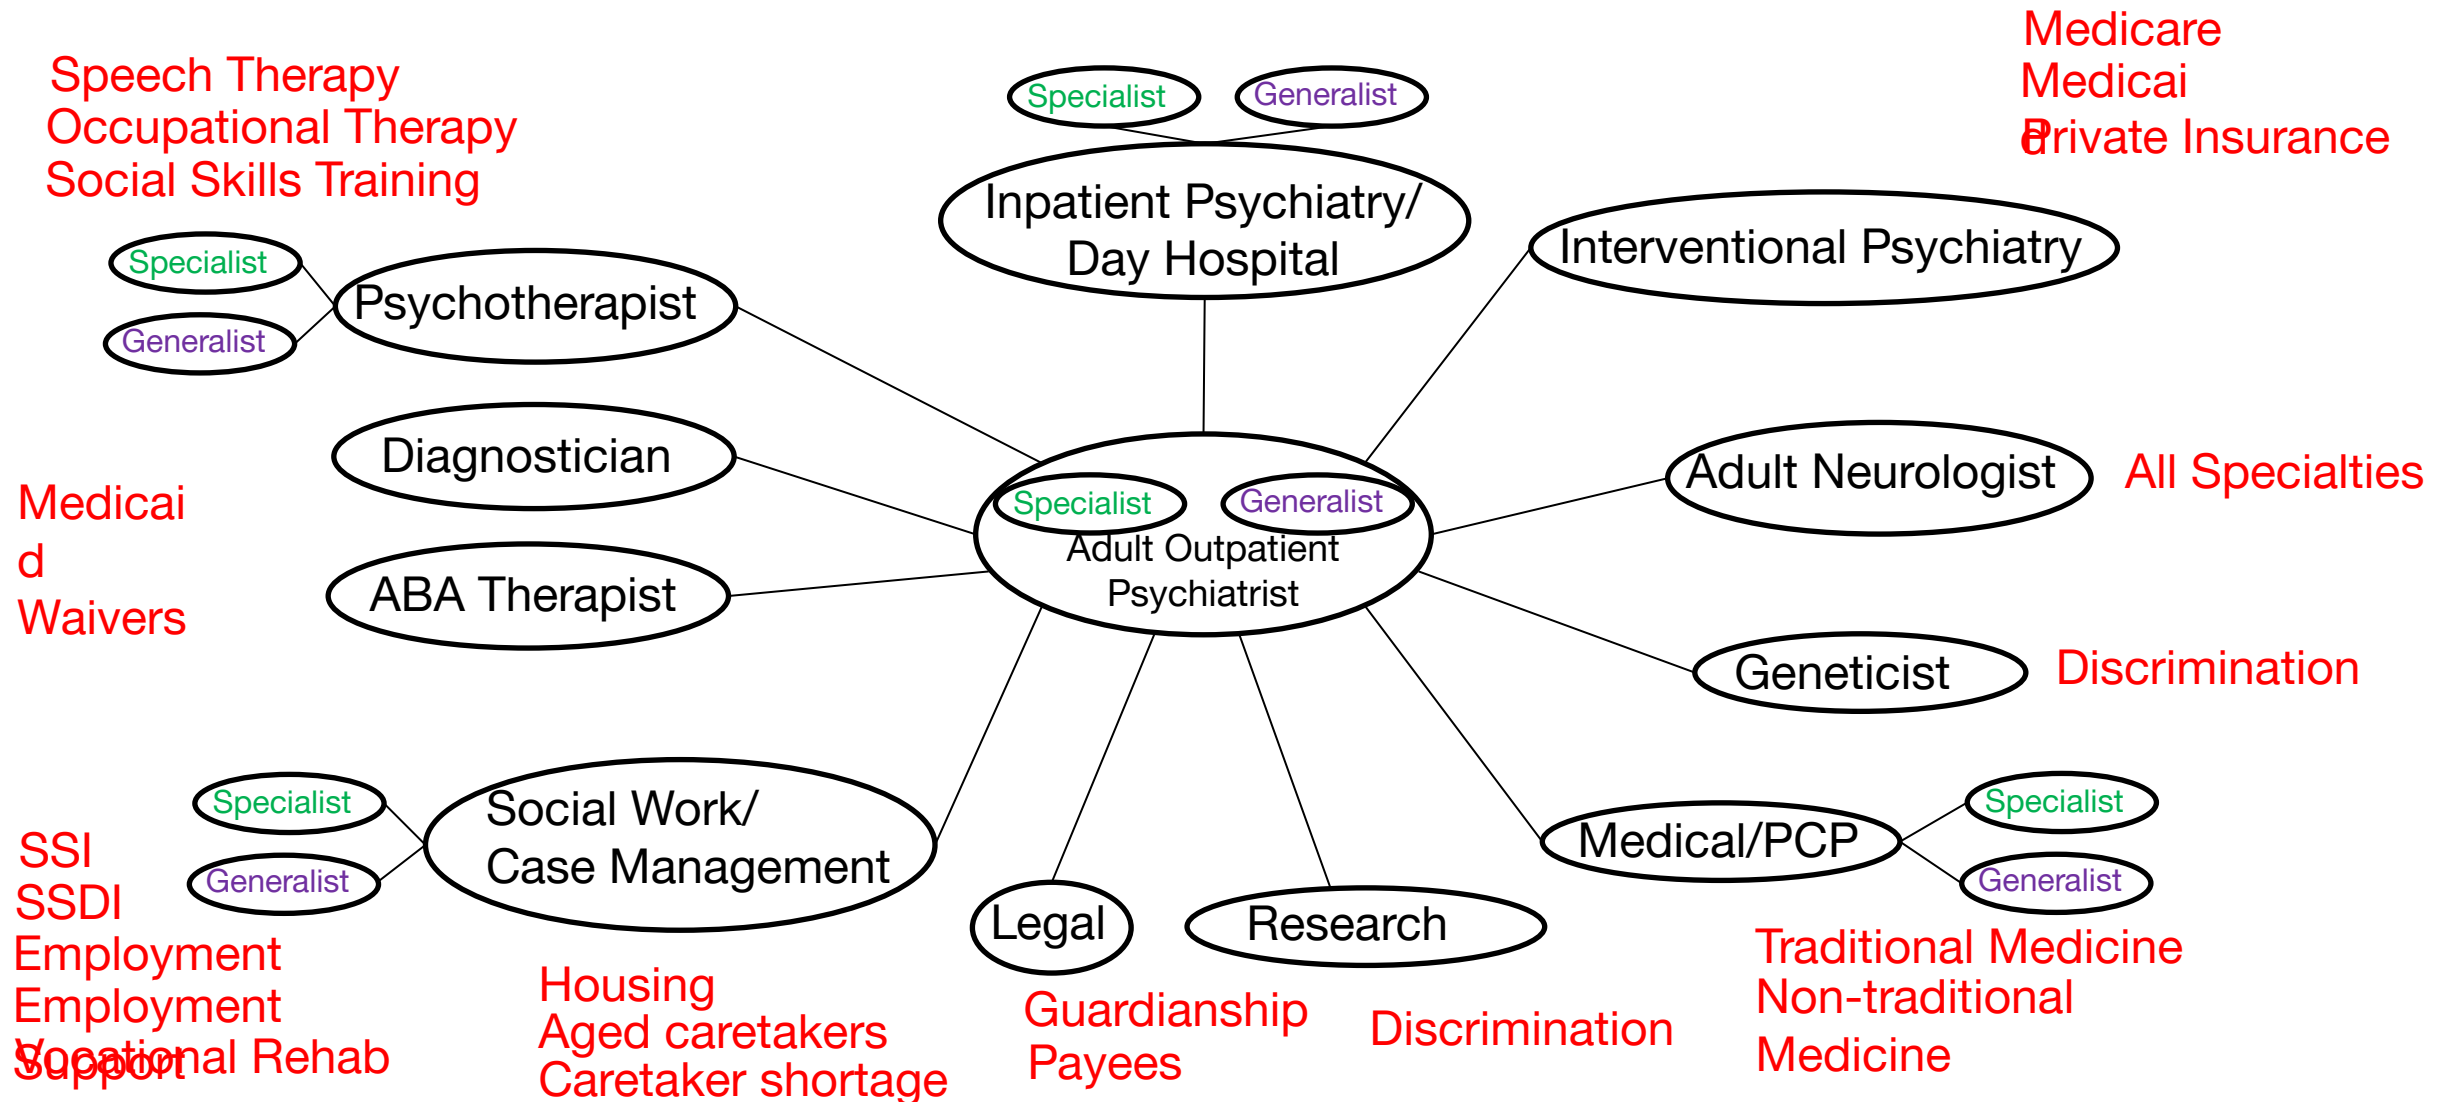 Speech Therapy
Occupational Therapy
Social Skills Training
Specialist
Generalist
Medicare
Medicai
d
Private Insurance
Inpatient Psychiatry/
Day Hospital
Interventional Psychiatry
Specialist
Generalist
Psychotherapist
Diagnostician
ABA Therapist
Medicai
d
Waivers
Specialist
Generalist
Adult Outpatient
Psychiatrist
Adult Neurologist
All Specialties
Geneticist
Discrimination
Specialist
Generalist
Social Work/
Case Management
SSI
SSDI
Employment
Employment
Support
Vocational Rehab
Housing
Aged caretakers
Caretaker shortage
Legal
Guardianship
Payees
Research
Discrimination
Medical/PCP
Specialist
Generalist
Traditional Medicine
Non-traditional
Medicine